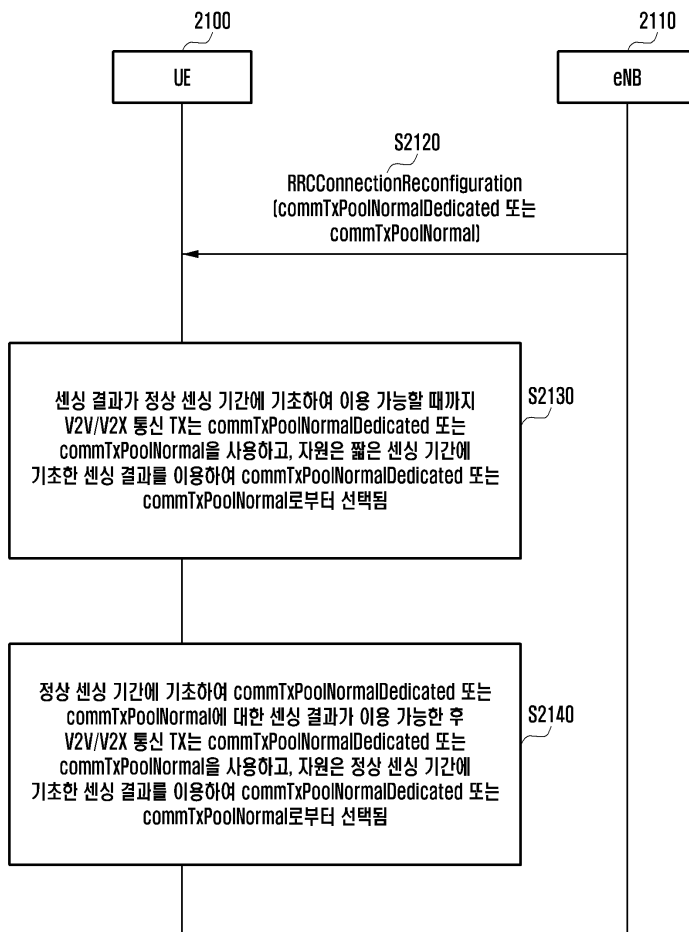 2100
2110
UE
eNB
S2120
RRCConnectionReconfiguration
(commTxPoolNormalDedicated 또는
commTxPoolNormal)
센싱 결과가 정상 센싱 기간에 기초하여 이용 가능할 때까지
V2V/V2X 통신 TX는 commTxPoolNormalDedicated 또는
commTxPoolNormal을 사용하고, 자원은 짧은 센싱 기간에
기초한 센싱 결과를 이용하여 commTxPoolNormalDedicated 또는
commTxPoolNormal로부터 선택됨
S2130
정상 센싱 기간에 기초하여 commTxPoolNormalDedicated 또는
commTxPoolNormal에 대한 센싱 결과가 이용 가능한 후
V2V/V2X 통신 TX는 commTxPoolNormalDedicated 또는
commTxPoolNormal을 사용하고, 자원은 정상 센싱 기간에
기초한 센싱 결과를 이용하여 commTxPoolNormalDedicated 또는
commTxPoolNormal로부터 선택됨
S2140